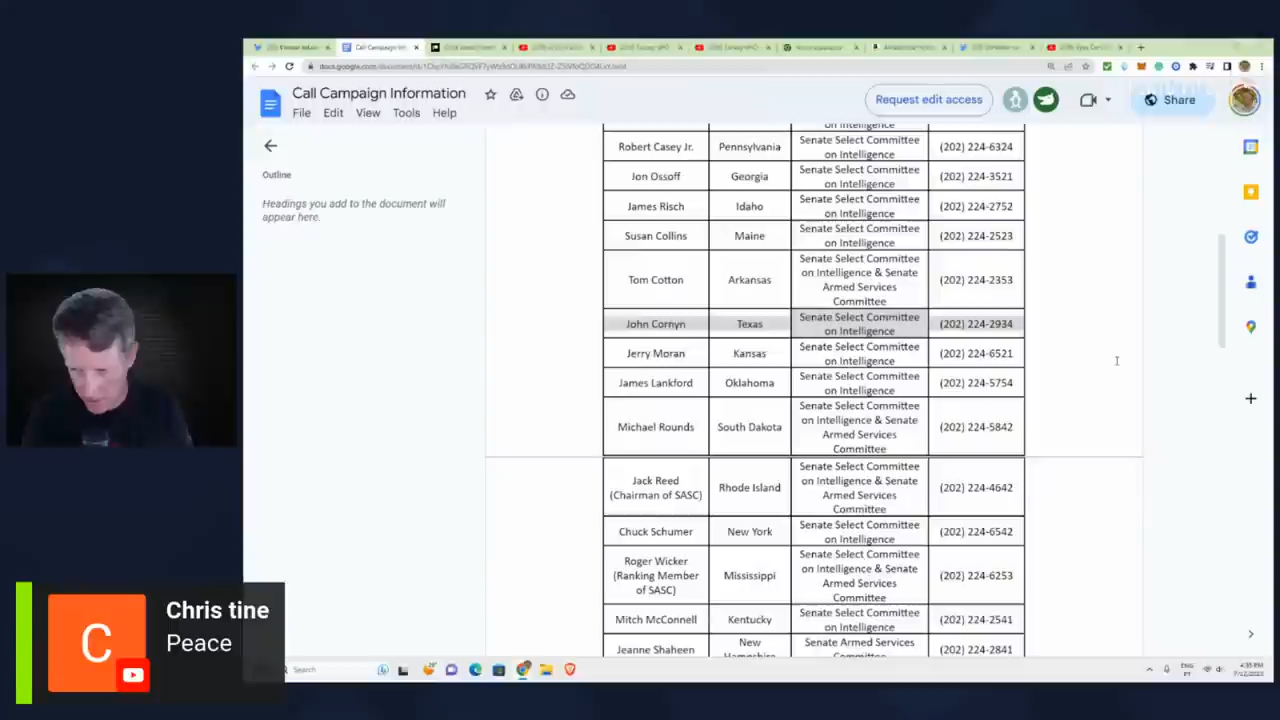 Call Campaign Information
File Edit View Tools Help
Request edit access
Share
Outline
Headings you add to the document will
appear here.
on Intelligence
Robert Casey Jr. Pennsylvania Senate Select Committee on Intelligence (202) 224-6324
Jon Ossoff Georgia Senate Select Committee on Intelligence (202) 224-3521
James Risch Idaho Senate Select Committee on Intelligence (202) 224-2752
Susan Collins Maine Senate Select Committee on Intelligence (202) 224-2523
Tom Cotton Arkansas Senate Select Committee on Intelligence & Senate Armed Services Committee (202) 224-2353
John Cornyn Texas Senate Select Committee on Intelligence (202) 224-2934
Jerry Moran Kansas Senate Select Committee on Intelligence (202) 224-6521
James Lankford Oklahoma Senate Select Committee on Intelligence (202) 224-5754
Michael Rounds South Dakota Senate Select Committee on Intelligence & Senate Armed Services Committee (202) 224-5842
Jack Reed (Chairman of SASC) Rhode Island Senate Select Committee on Intelligence & Senate Armed Services Committee (202) 224-4642
Chuck Schumer New York Senate Select Committee on Intelligence (202) 224-6542
Roger Wicker (Ranking Member of SASC) Mississippi Senate Select Committee on Intelligence & Senate Armed Services Committee (202) 224-6253
Mitch McConnell Kentucky Senate Select Committee on Intelligence (202) 224-2541
Jeanne Shaheen New Hampshire Senate Armed Services Committee (202) 224-2841
C
Chris tine
Peace
Search